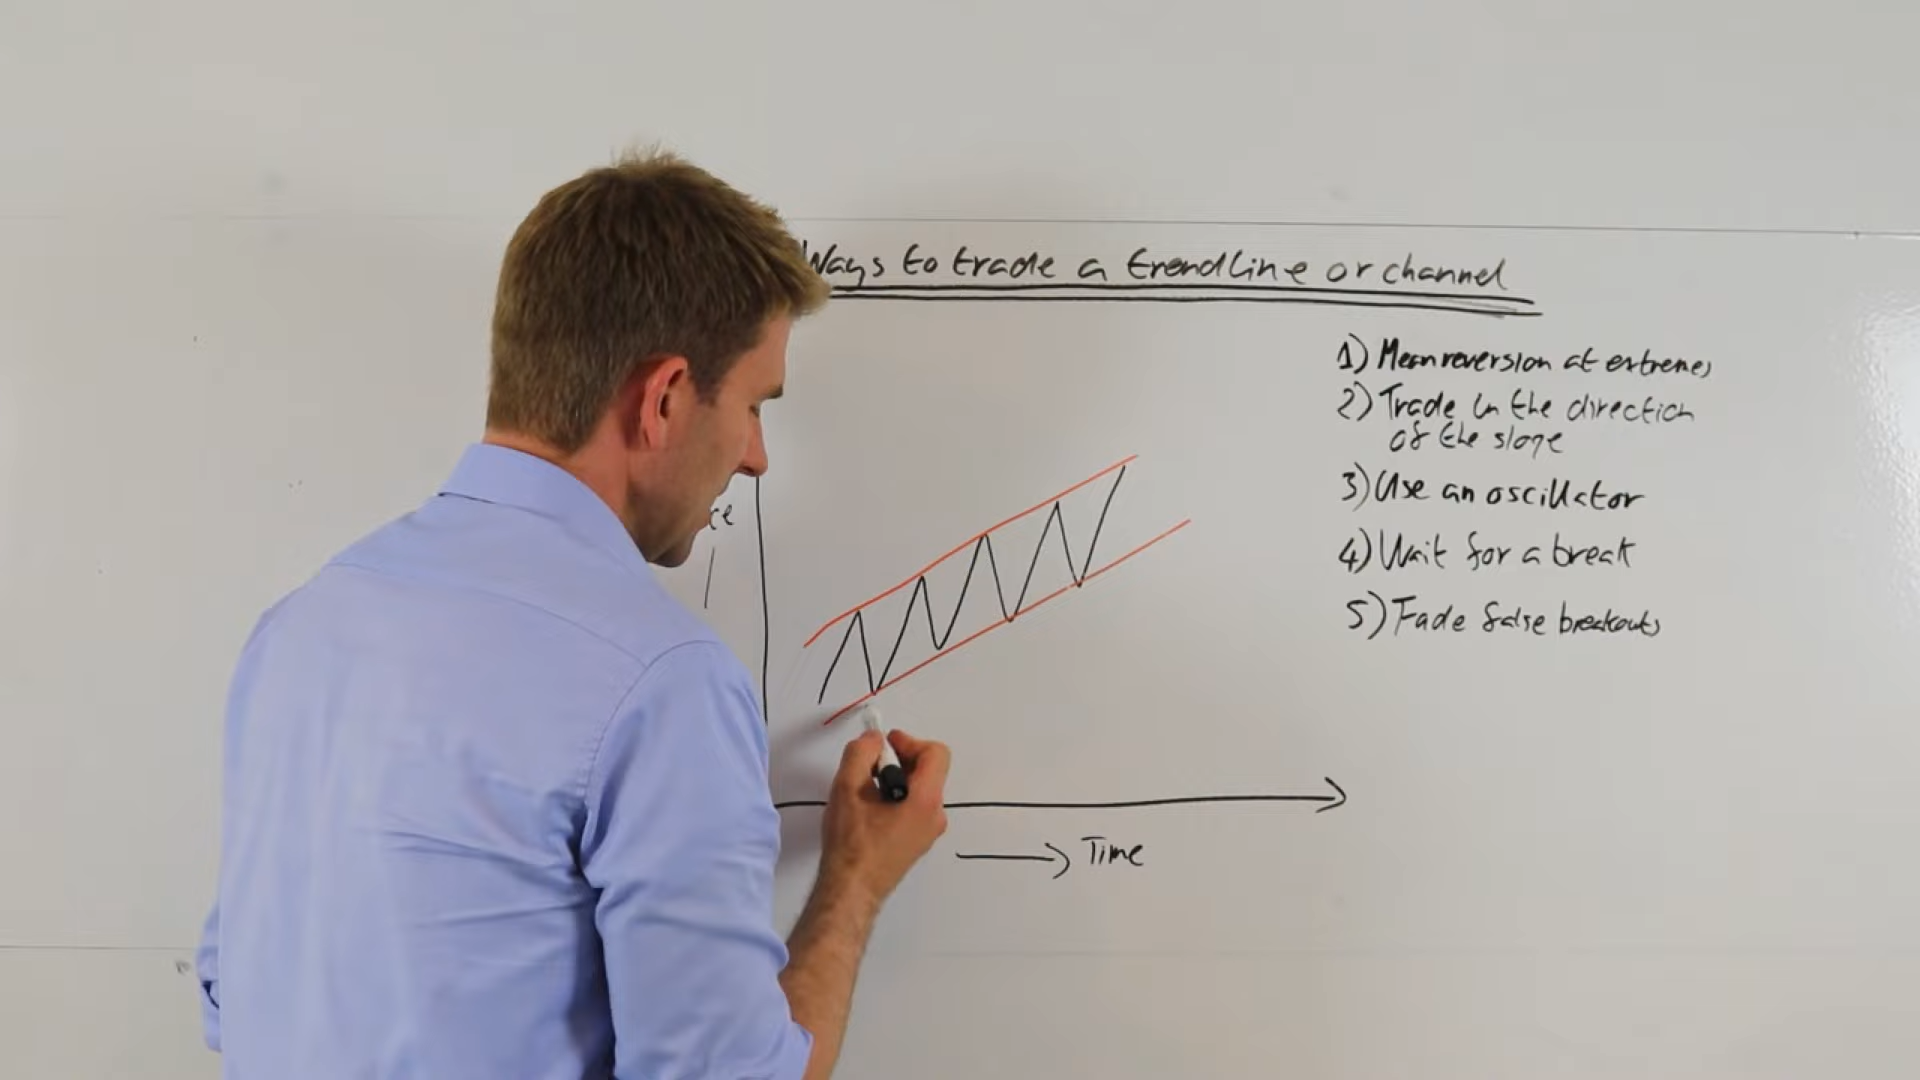 Ways to trade a trendline or channel
1) Mean reversion at extremes
2) Trade in the direction
of the slope
3) Use an oscillator
4) Wait for a break
5) Fade false breakouts
ce
Time